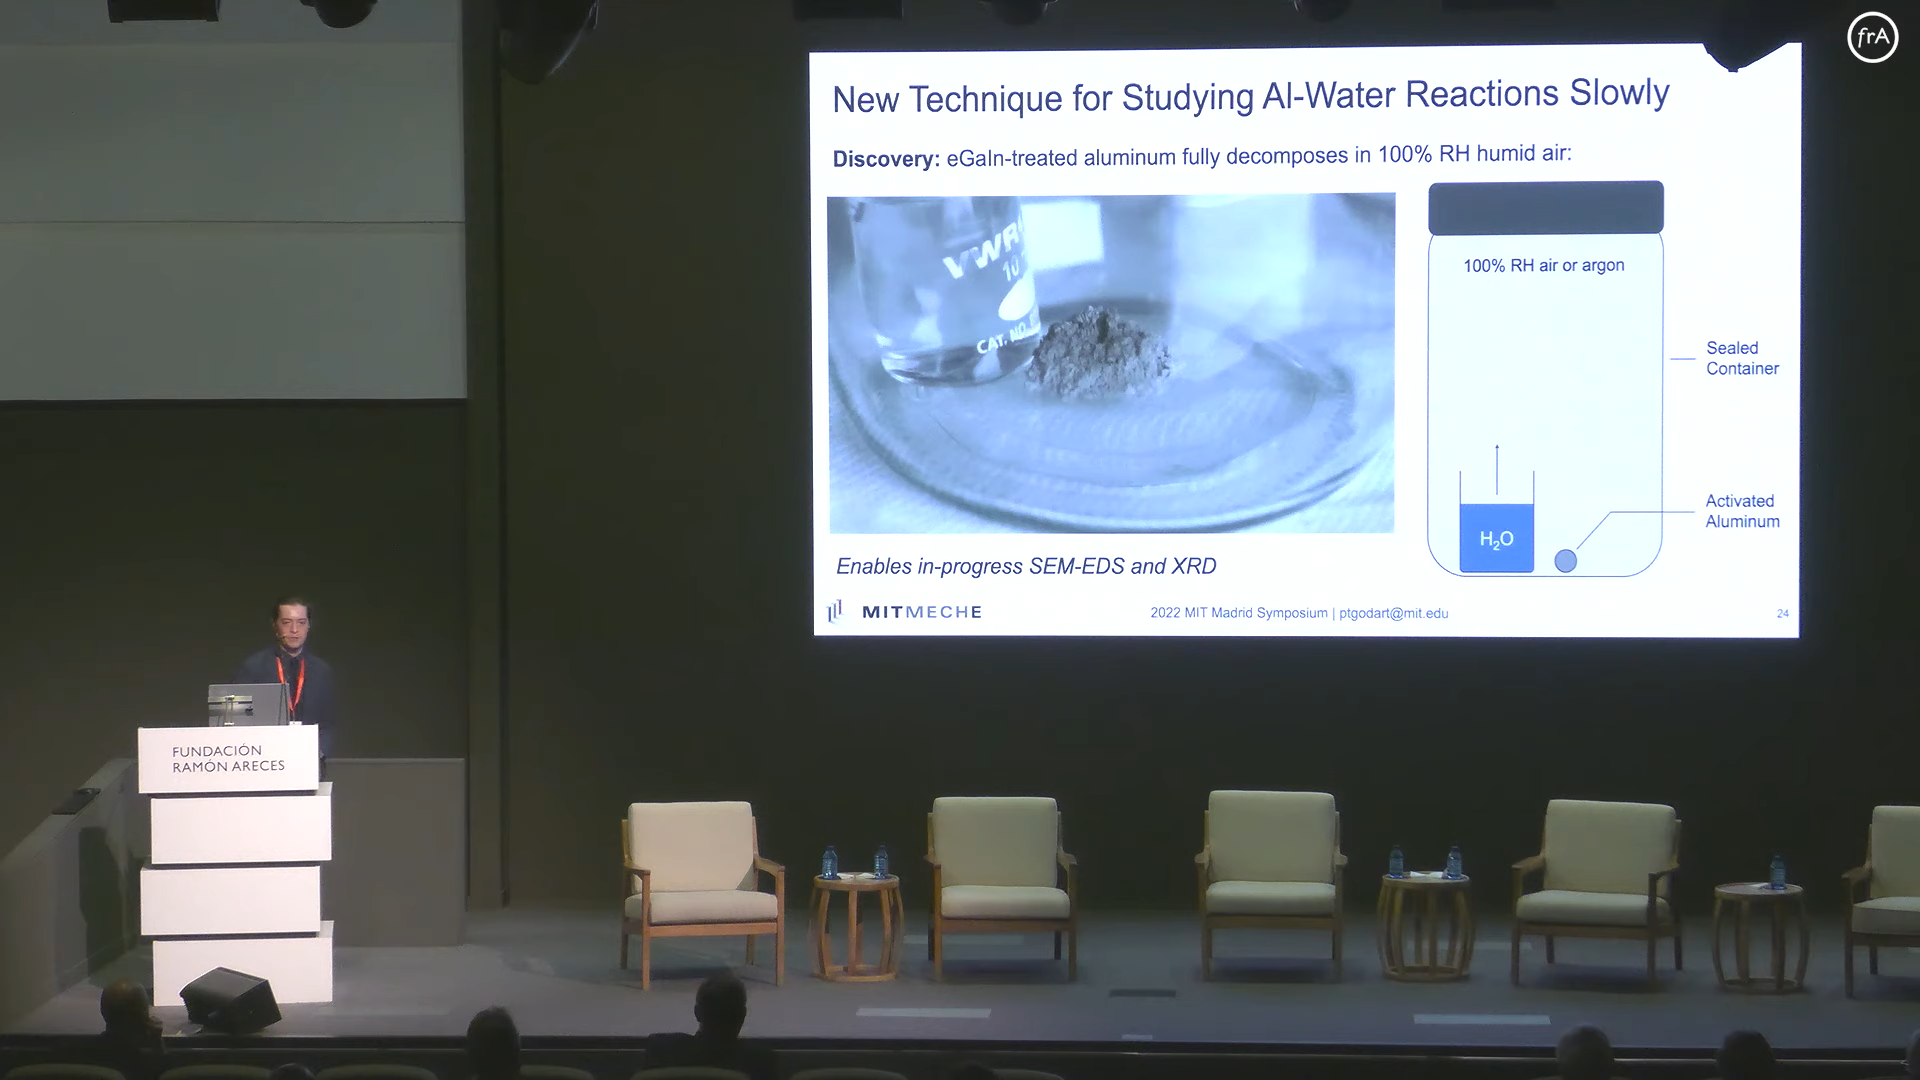 frA
New Technique for Studying Al-Water Reactions Slowly
Discovery: eGaIn-treated aluminum fully decomposes in 100% RH humid air:
VWR
10
CAT. NO.
100% RH air or argon
Sealed
Container
Activated
Aluminum
H₂O
Enables in-progress SEM-EDS and XRD
MITMECHE
2022 MIT Madrid Symposium | ptgodart@mit.edu
24
FUNDACIÓN
RAMÓN ARECES